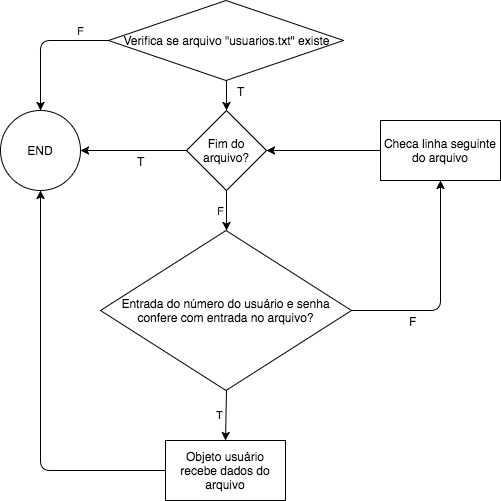 Verifica se arquivo "usuarios.txt" existe
F
T
Fim do
arquivo?
END
T
Checa linha seguinte
do arquivo
F
Entrada do número do usuário e senha
confere com entrada no arquivo?
F
T
Objeto usuário
recebe dados do
arquivo